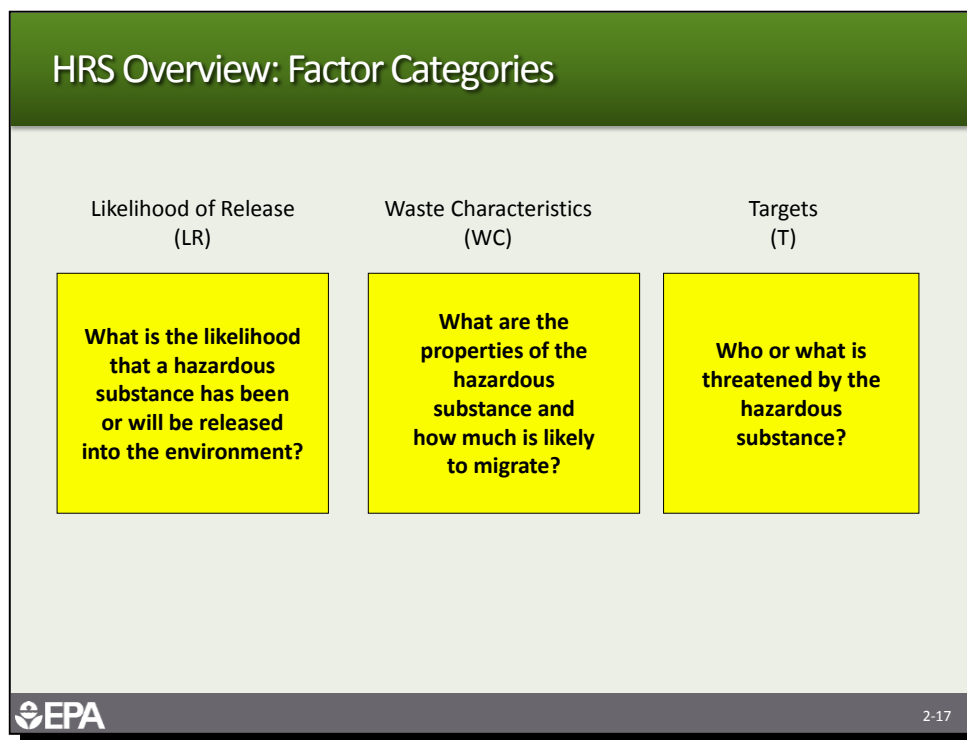 HRS Overview: Factor Categories
Likelihood of Release
(LR)
What is the likelihood
that a hazardous
substance has been
or will be released
into the environment?
Waste Characteristics
(WC)
What are the
properties of the
hazardous
substance and
how much is likely
to migrate?
Targets
(T)
Who or what is
threatened by the
hazardous
substance?
EPA
2-17